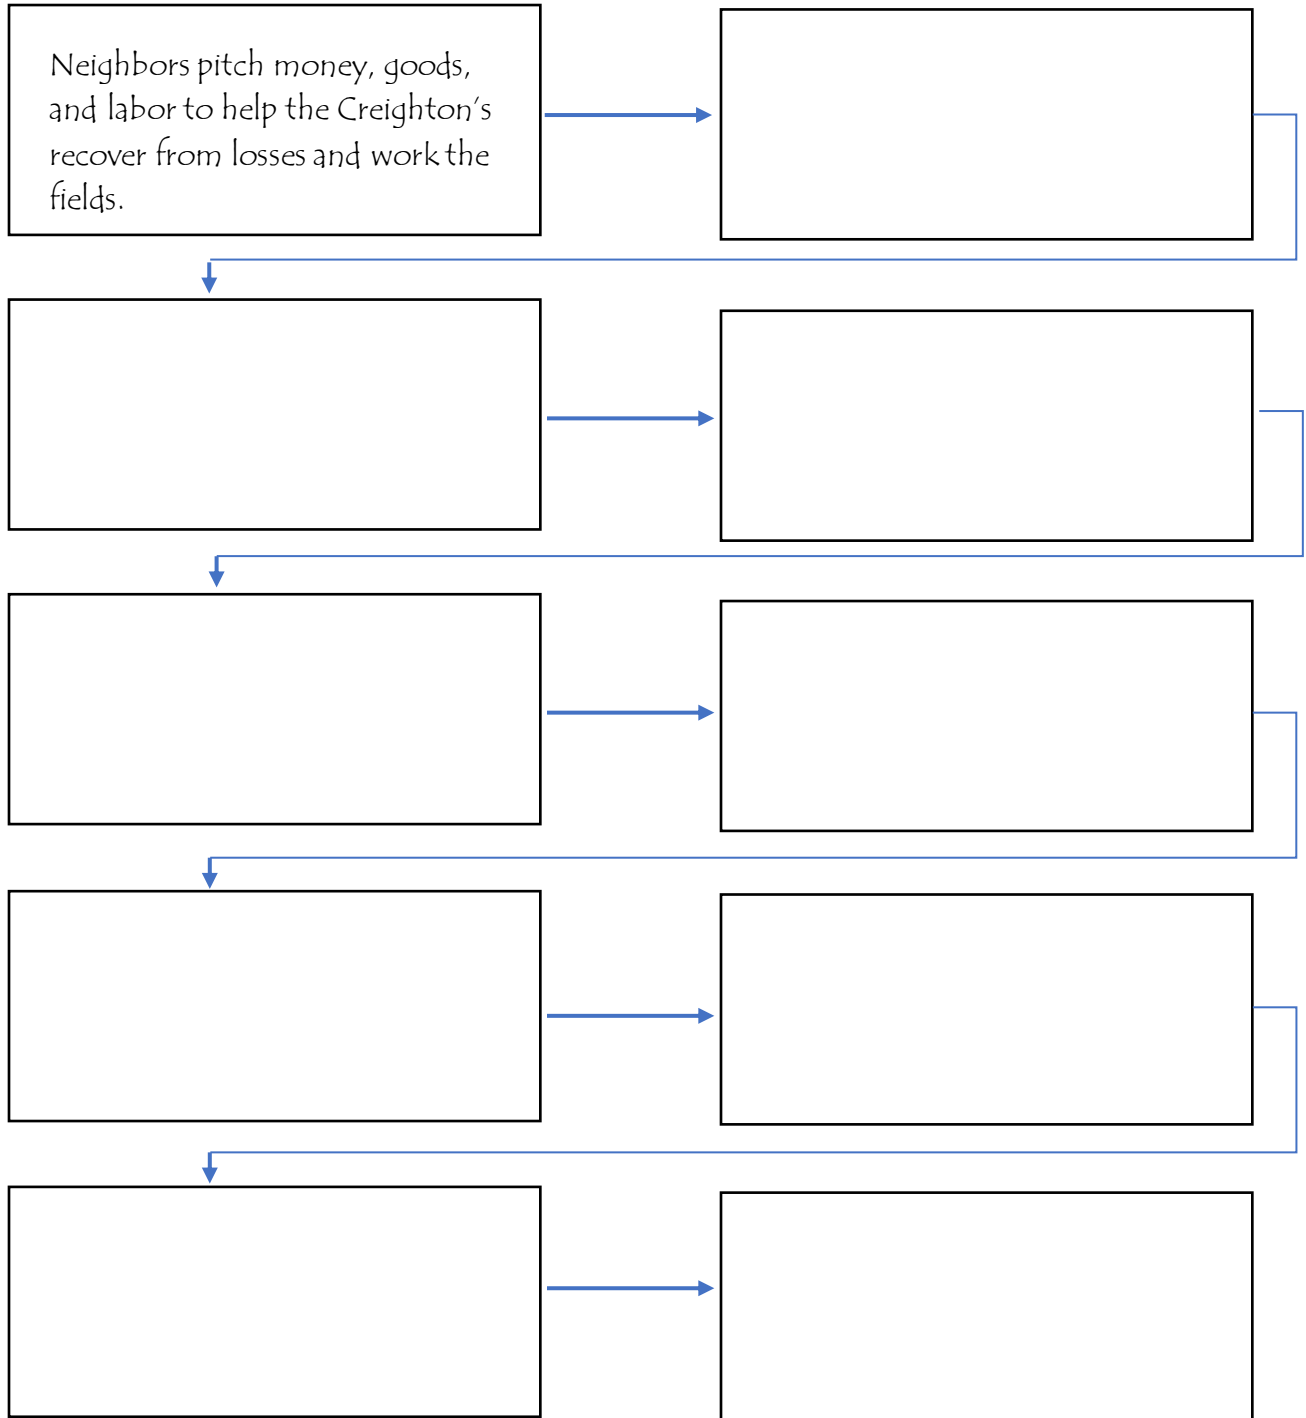 Neighbors pitch money, goods,
and labor to help the Creighton's
recover from losses and work the
fields.